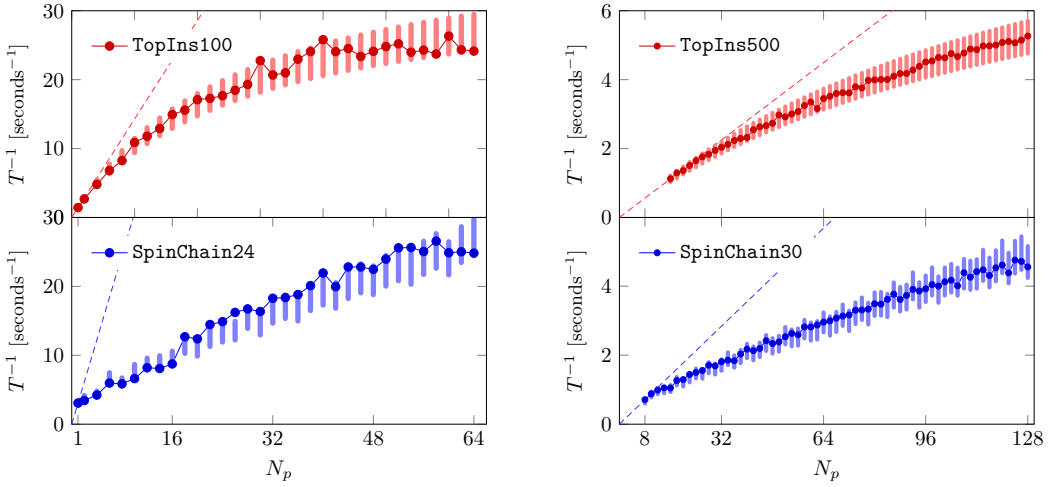 30
20
10
0
T⁻¹ [seconds⁻¹]
TopIns100
6
4
2
0
T⁻¹ [seconds⁻¹]
TopIns500
30
20
10
0
T⁻¹ [seconds⁻¹]
SpinChain24
1 16 32 48 64
N_p
4
2
0
T⁻¹ [seconds⁻¹]
SpinChain30
8 32 64 96 128
N_p